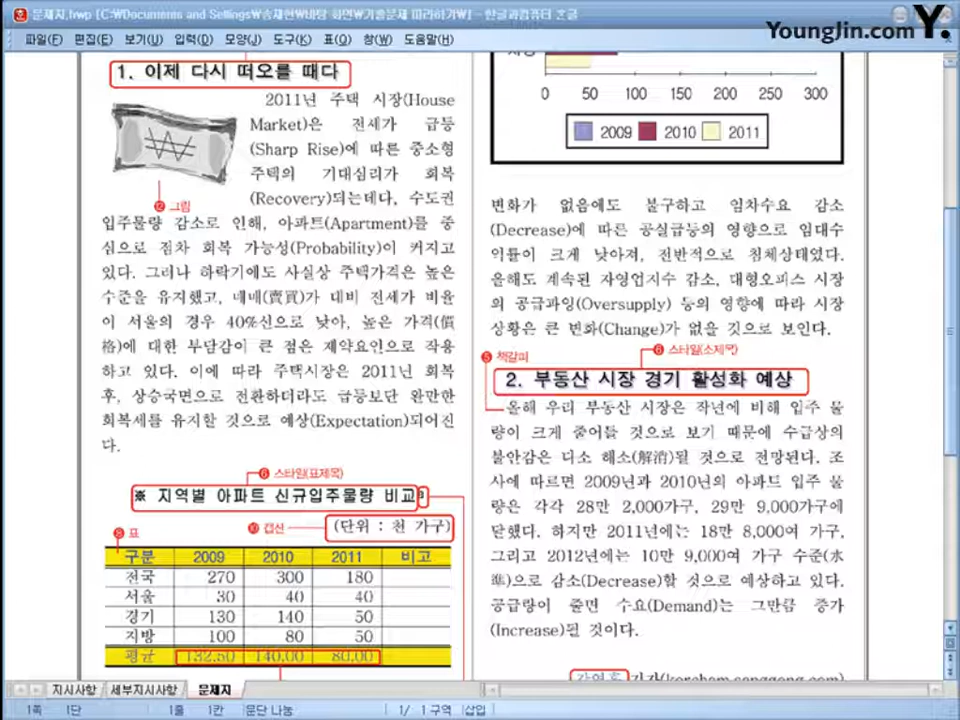 문제지.hwp [C:\Documents and Settings\송재현\바탕 화면\기출문제 따라하기\] - 한글과컴퓨터 한글
YoungJin.com Y.
파일(F) 편집(E) 보기(U) 입력(D) 모양(J) 도구(K) 표(Q) 창(W) 도움말(H)
1. 이제 다시 떠오를 때다
2011년 주택 시장(House
Market)은 전세가 급등
(Sharp Rise)에 따른 중소형
주택의 기대심리가 회복
(Recovery)되는데다, 수도권
⑫ 그림
입주물량 감소로 인해, 아파트(Apartment)를 중
심으로 점차 회복 가능성(Probability)이 커지고
있다. 그러나 하락기에도 사실상 주택가격은 높은
수준을 유지했고, 매매(賣買)가 대비 전세가 비율
이 서울의 경우 40%선으로 낮아, 높은 가격(價
格)에 대한 부담감이 큰 점은 제약요인으로 작용
하고 있다. 이에 따라 주택시장은 2011년 회복
후, 상승국면으로 전환하더라도 급등보단 완만한
회복세를 유지할 것으로 예상(Expectation)되어진
다.
⑥ 스타일(표제목)
※ 지역별 아파트 신규입주물량 비교
⑩ 캡션
(단위 : 천 가구)
⑧ 표
구분 2009 2010 2011 비고
전국 270 300 180
서울 30 40 40
경기 130 140 50
지방 100 80 50
평균 132.50 140.00 80.00
0 50 100 150 200 250 300
2009 2010 2011
변화가 없음에도 불구하고 임차수요 감소
(Decrease)에 따른 공실급등의 영향으로 임대수
익률이 크게 낮아져, 전반적으로 침체상태였다.
올해도 계속된 자영업지수 감소, 대형오피스 시장
의 공급과잉(Oversupply) 등의 영향에 따라 시장
상황은 큰 변화(Change)가 없을 것으로 보인다.
⑤ 책갈피
⑥ 스타일(소제목)
2. 부동산 시장 경기 활성화 예상
올해 우리 부동산 시장은 작년에 비해 입주 물
량이 크게 줄어들 것으로 보기 때문에 수급상의
불안감은 다소 해소(解消)될 것으로 전망된다. 조
사에 따르면 2009년과 2010년의 아파트 입주 물
량은 각각 28만 2,000가구, 29만 9,000가구에
달했다. 하지만 2011년에는 18만 8,000여 가구,
그리고 2012년에는 10만 9,000여 가구 수준(水
準)으로 감소(Decrease)할 것으로 예상하고 있다.
공급량이 줄면 수요(Demand)는 그만큼 증가
(Increase)될 것이다.
지시사항 세부지시사항 문제지
1쪽 1단 1줄 1칸 문단 나눔 1/ 1 구역 삽입